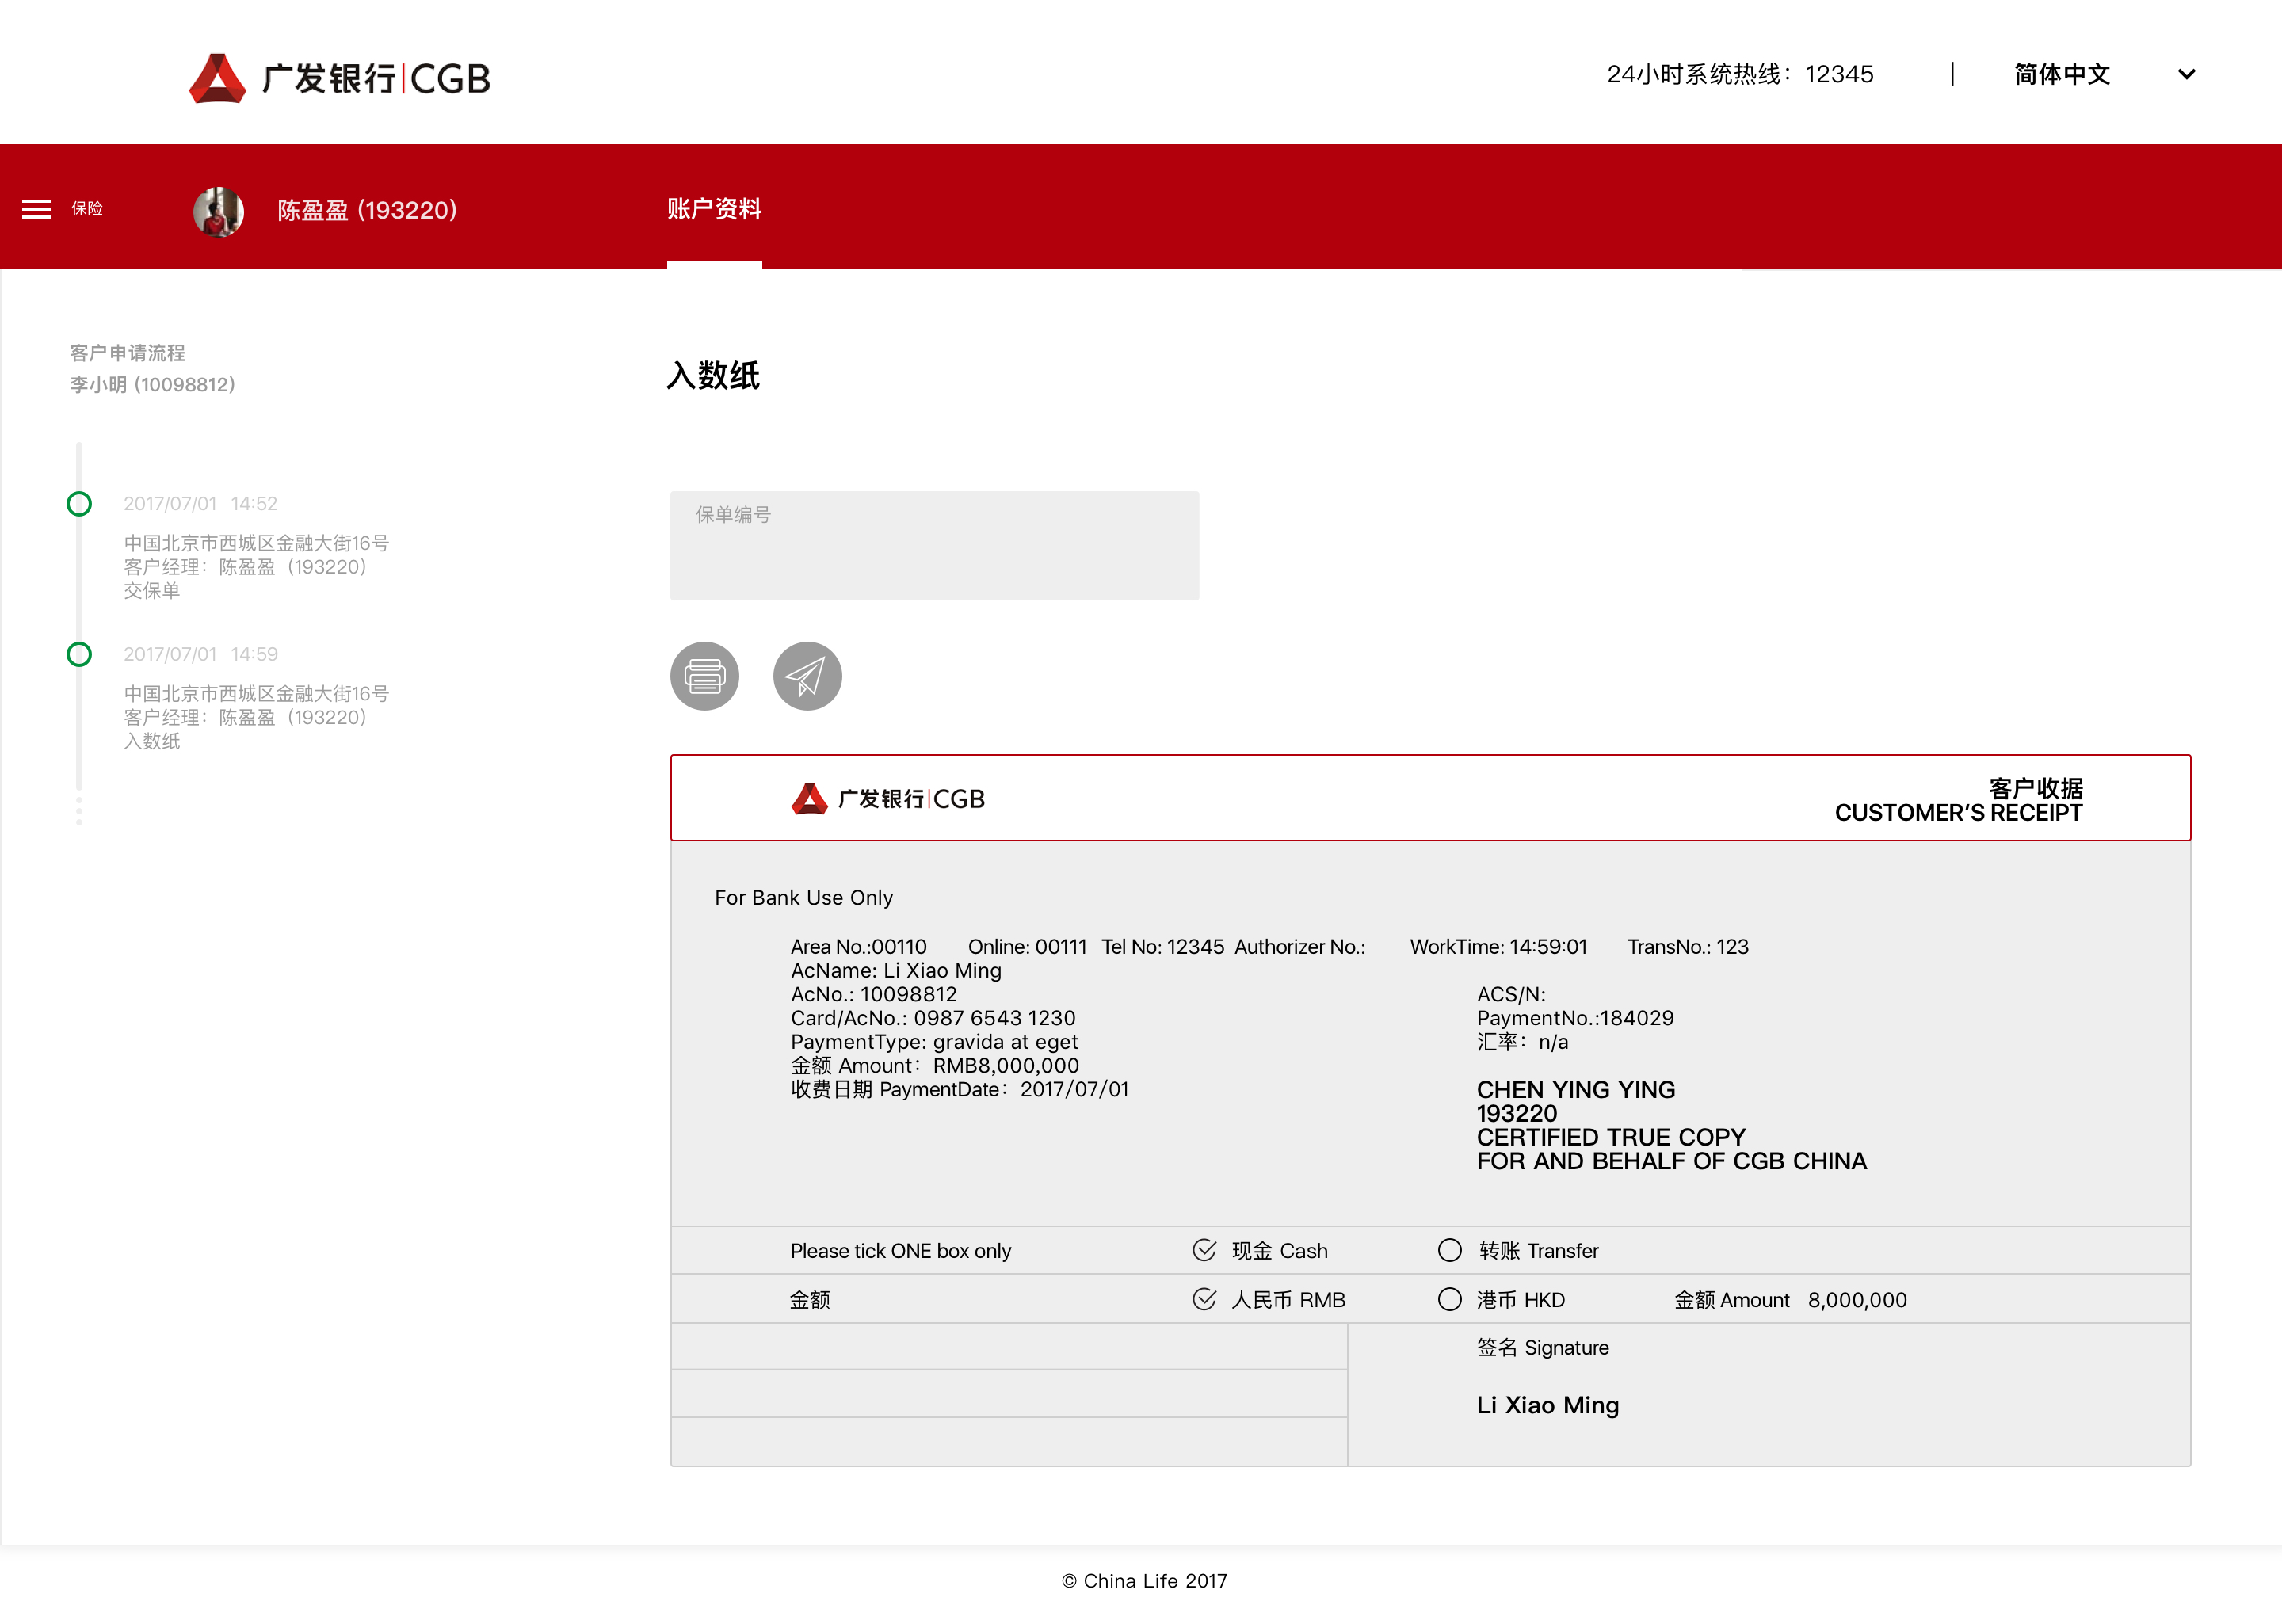 广发银行|CGB
24小时系统热线：12345 | 简体中文
保险
陈盈盈 (193220)
账户资料
客户申请流程
李小明 (10098812)
2017/07/01 14:52
中国北京市西城区金融大街16号
客户经理：陈盈盈（193220）
交保单
2017/07/01 14:59
中国北京市西城区金融大街16号
客户经理：陈盈盈（193220）
入数纸
入数纸
保单编号
广发银行|CGB
客户收据
CUSTOMER’S RECEIPT
For Bank Use Only
Area No.:00110 Online: 00111 Tel No: 12345 Authorizer No.: WorkTime: 14:59:01 TransNo.: 123
AcName: Li Xiao Ming
AcNo.: 10098812
Card/AcNo.: 0987 6543 1230
PaymentType: gravida at eget
金额 Amount：RMB8,000,000
收费日期 PaymentDate：2017/07/01
ACS/N:
PaymentNo.:184029
汇率：n/a
CHEN YING YING
193220
CERTIFIED TRUE COPY
FOR AND BEHALF OF CGB CHINA
Please tick ONE box only 现金 Cash 转账 Transfer
金额 人民币 RMB 港币 HKD 金额 Amount 8,000,000
签名 Signature
Li Xiao Ming
© China Life 2017